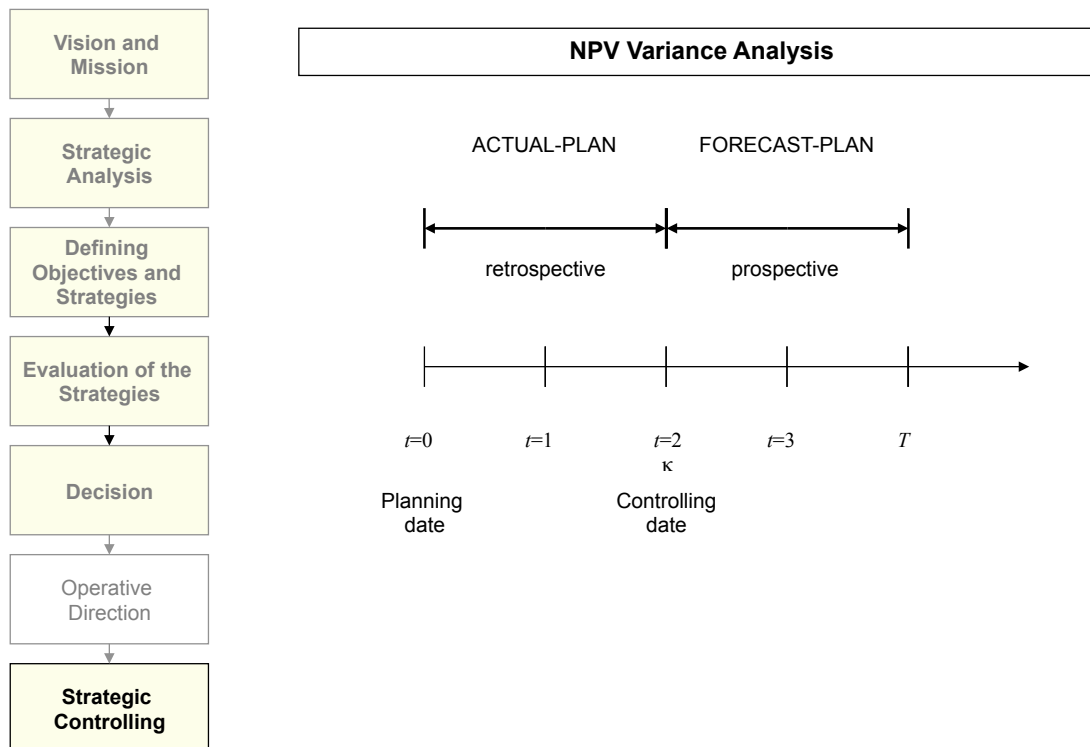 Vision and
Mission
Strategic
Analysis
Defining
Objectives and
Strategies
Evaluation of the
Strategies
Decision
Operative
Direction
Strategic
Controlling
NPV Variance Analysis
ACTUAL-PLAN FORECAST-PLAN
retrospective prospective
t=0 t=1 t=2 t=3 T
κ
Planning Controlling
date date